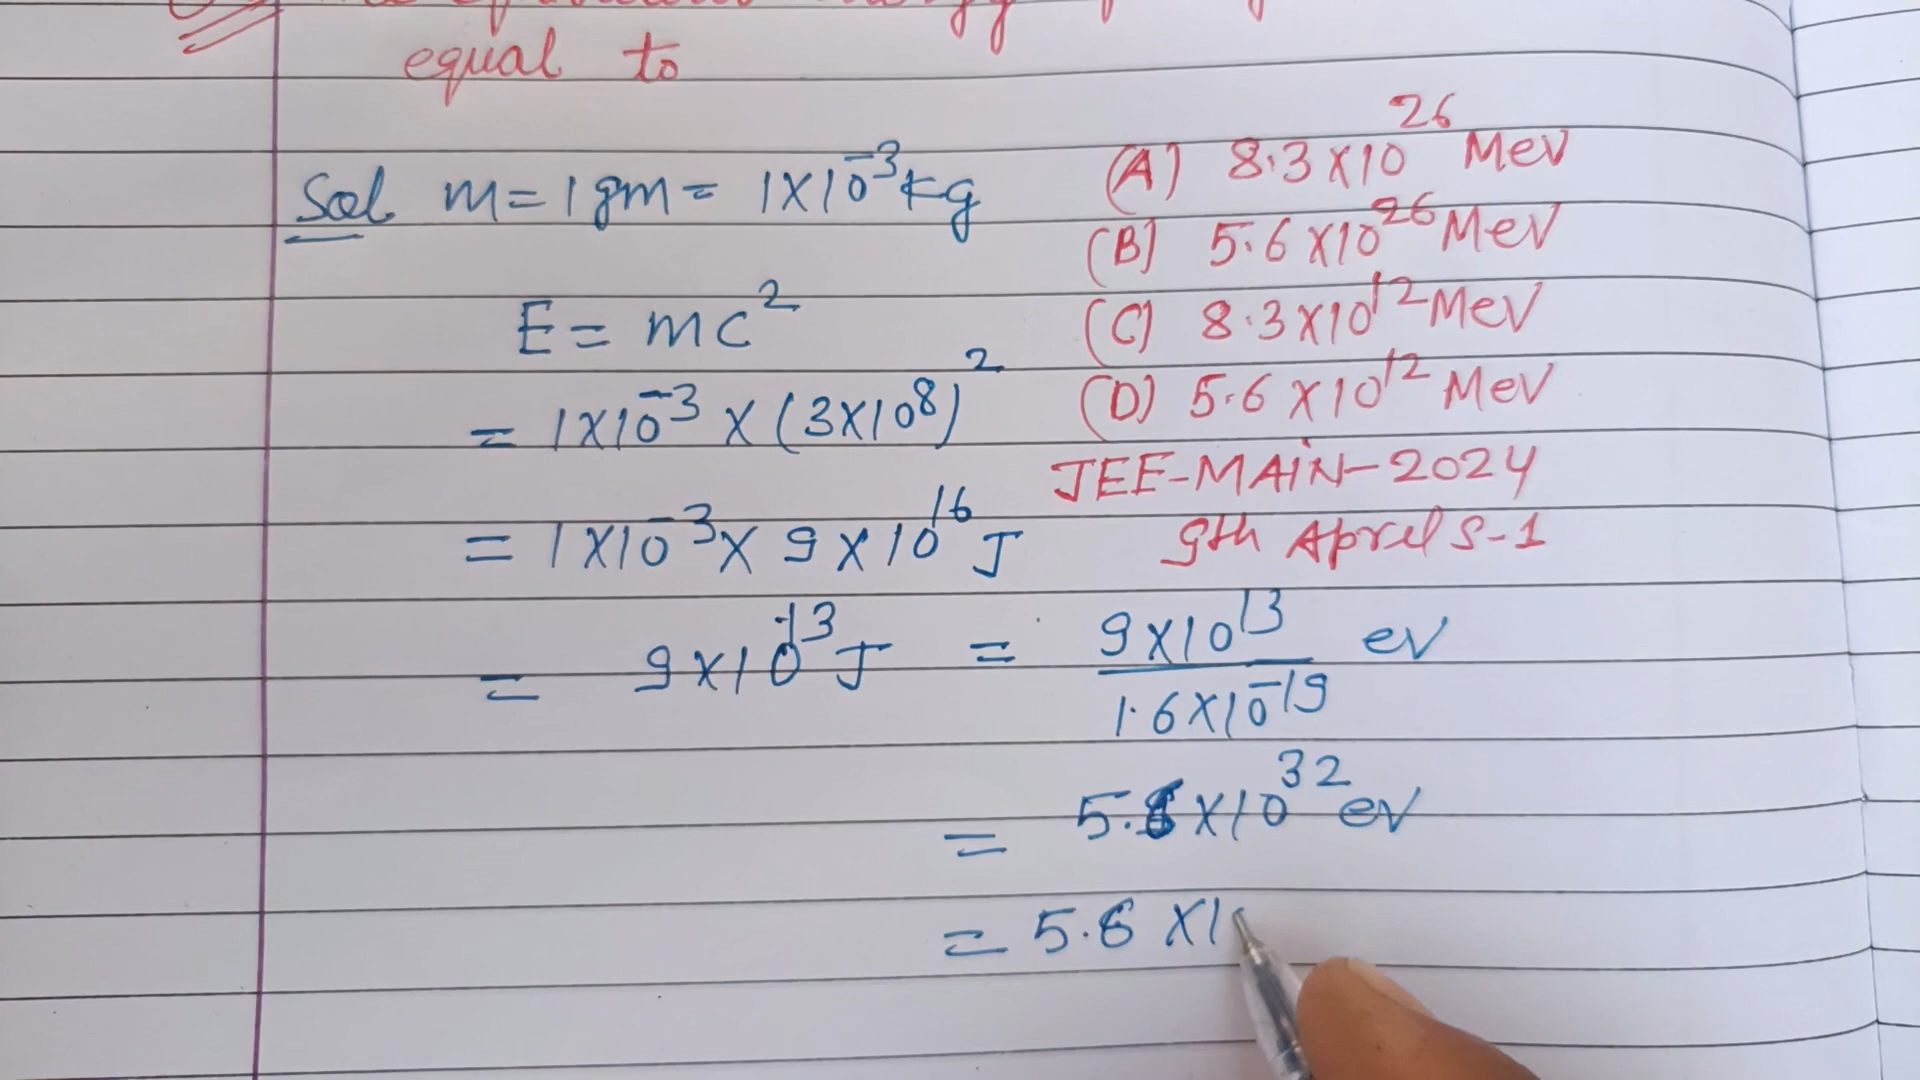 equal to
Sol. m = 1 gm = 1×10⁻³ kg
(A) 8.3×10²⁶ Mev
(B) 5.6×10²⁶ MeV
E = mc²
(C) 8.3×10¹² MeV
= 1×10⁻³ × (3×10⁸)²
(D) 5.6×10¹² MeV
JEE-MAIN-2024
= 1×10⁻³ × 9×10¹⁶ J
9th April S-1
= 9×10¹³ J = 9×10¹³ / 1.6×10⁻¹⁹ ev
= 5.6×10³² ev
= 5.6 ×1